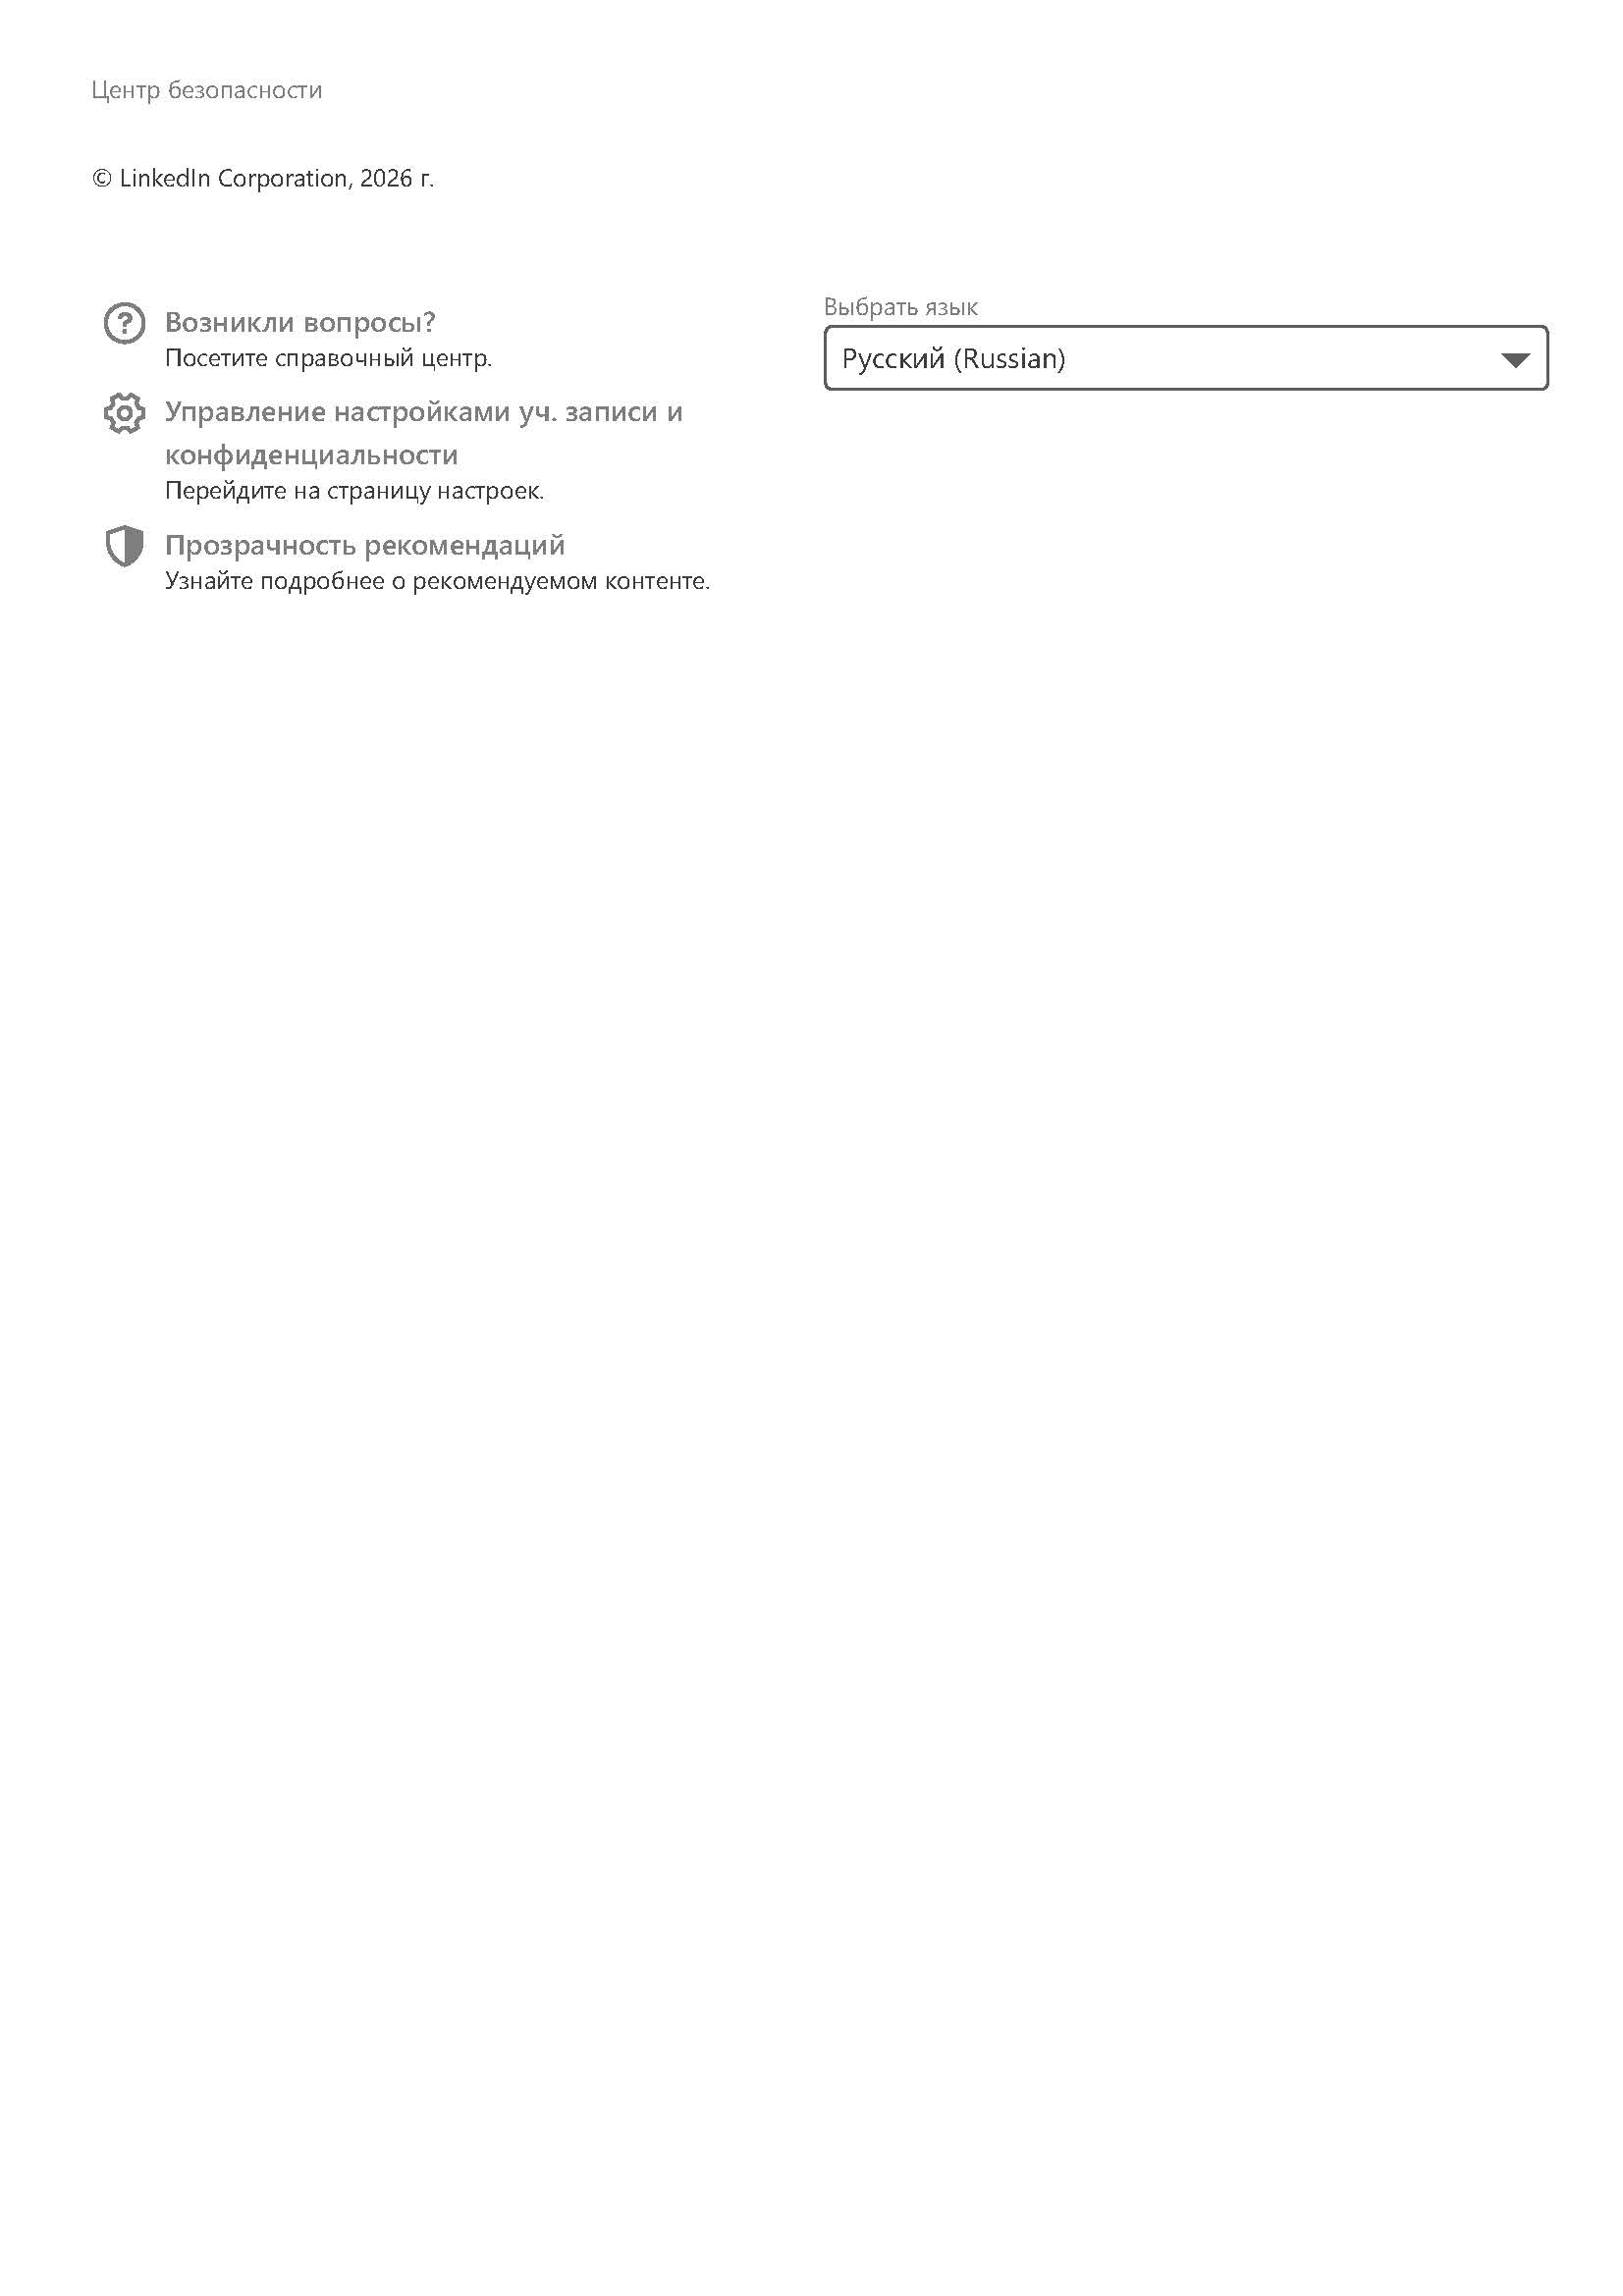 Центр безопасности
© LinkedIn Corporation, 2026 г.
Возникли вопросы?
Посетите справочный центр.
Управление настройками уч. записи и
конфиденциальности
Перейдите на страницу настроек.
Прозрачность рекомендаций
Узнайте подробнее о рекомендуемом контенте.
Выбрать язык
Русский (Russian)